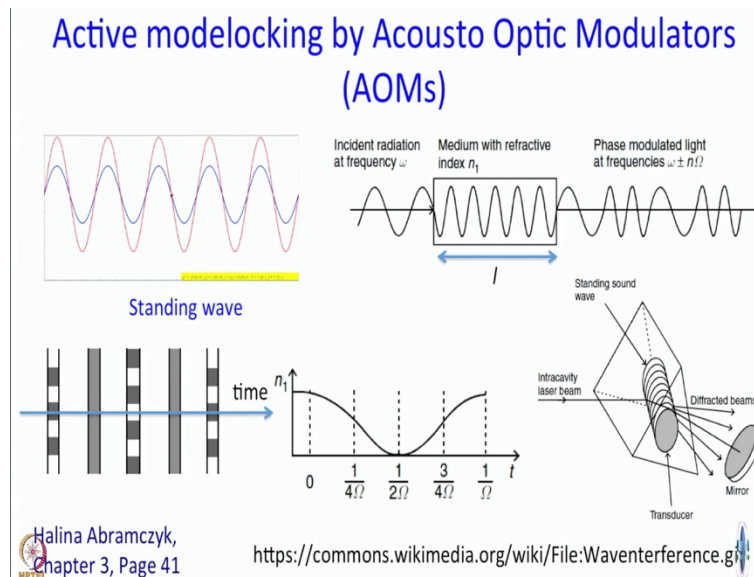 Active modelocking by Acousto Optic Modulators
(AOMs)
Incident radiation
at frequency ω
Medium with refractive
index n₁
Phase modulated light
at frequencies ω ± nΩ
l
Standing wave
Standing sound
wave
Intracavity
laser beam
Diffracted beams
Mirror
Transducer
time
n₁
0
1/4Ω
1/2Ω
3/4Ω
1/Ω
t
Halina Abramczyk,
Chapter 3, Page 41
https://commons.wikimedia.org/wiki/File:Waventerference.gi
NPTEL